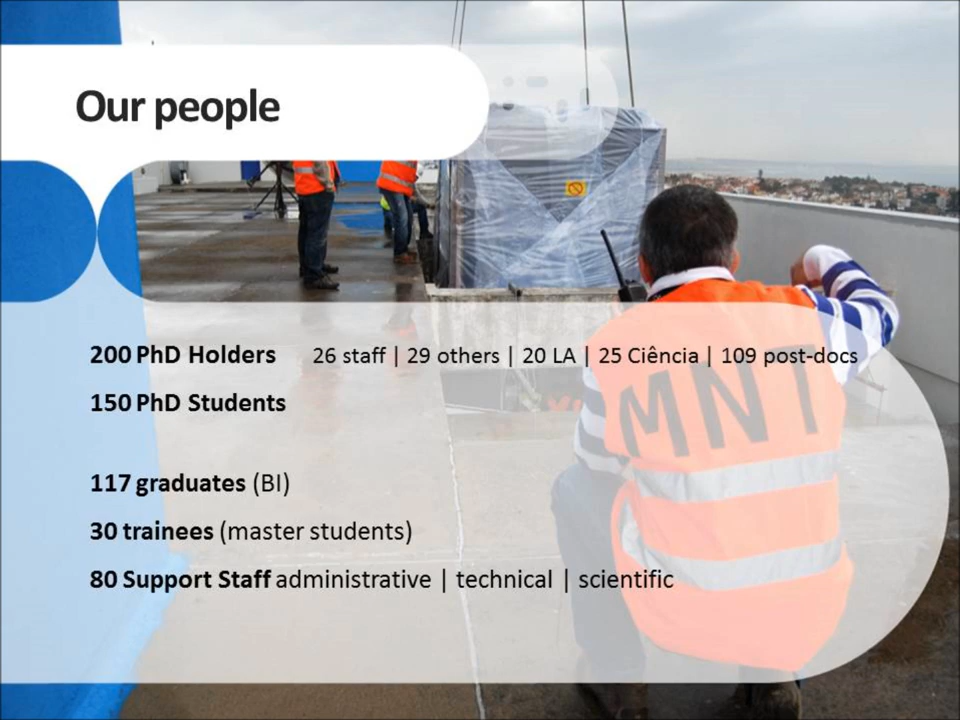 Our people
200 PhD Holders 26 staff | 29 others | 20 LA | 25 Ciência | 109 post-docs
150 PhD Students
MNT
117 graduates (BI)
30 trainees (master students)
80 Support Staff administrative | technical | scientific